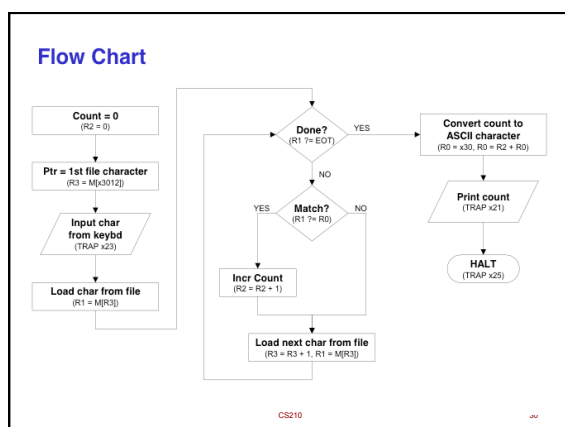 Flow Chart
Count = 0
(R2 = 0)
Ptr = 1st file character
(R3 = M[x3012])
Input char
from keybd
(TRAP x23)
Load char from file
(R1 = M[R3])
Done?
(R1 ?= EOT)
YES
NO
Match?
(R1 ?= R0)
YES
NO
Incr Count
(R2 = R2 + 1)
Load next char from file
(R3 = R3 + 1, R1 = M[R3])
Convert count to
ASCII character
(R0 = x30, R0 = R2 + R0)
Print count
(TRAP x21)
HALT
(TRAP x25)
CS210